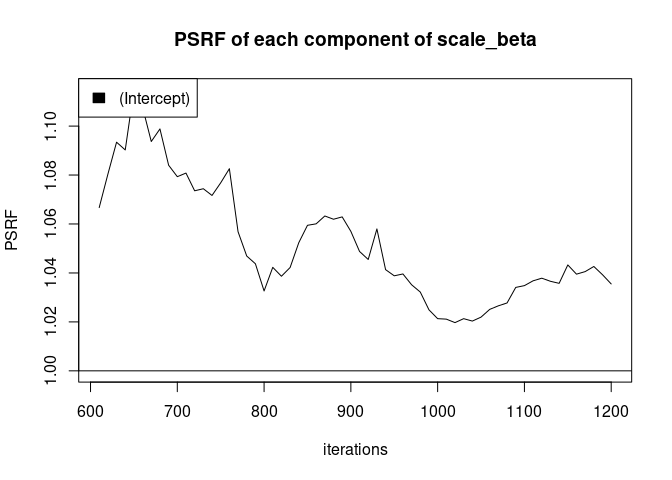 PSRF of each component of scale_beta
(Intercept)
PSRF
1.10
1.08
1.06
1.04
1.02
1.00
600 700 800 900 1000 1100 1200
iterations